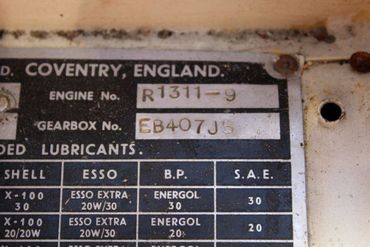 D. COVENTRY, ENGLAND.
ENGINE No. R1311-9
GEARBOX No. EB407JS
DED LUBRICANTS.
SHELL ESSO B.P. S.A.E.
X-100 30 ESSO EXTRA 20W/30 ENERGOL 30 30
X-100 20/20W ESSO EXTRA 20W/30 ENERGOL 20 20